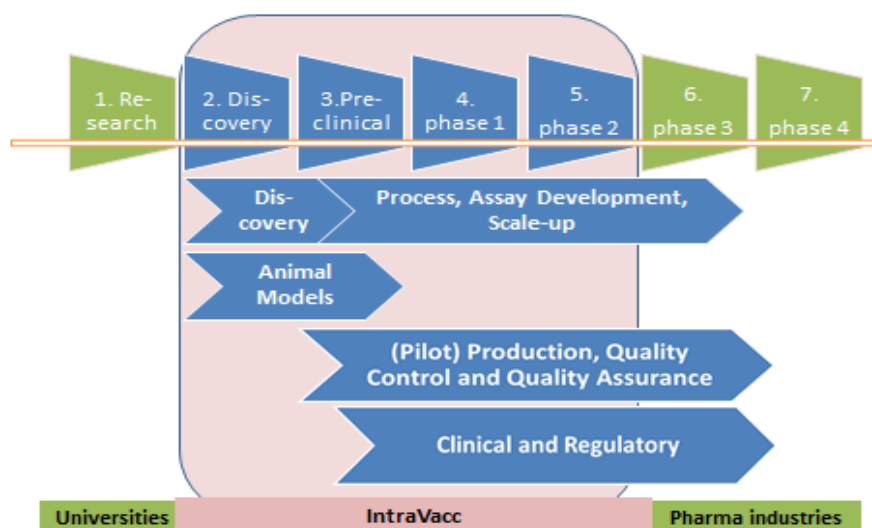 1. Re-
search
2. Dis-
covery
3.Pre-
clinical
4.
phase 1
5.
phase 2
6.
phase 3
7.
phase 4
Dis-
covery
Process, Assay Development,
Scale-up
Animal
Models
(Pilot) Production, Quality
Control and Quality Assurance
Clinical and Regulatory
Universities
IntraVacc
Pharma industries